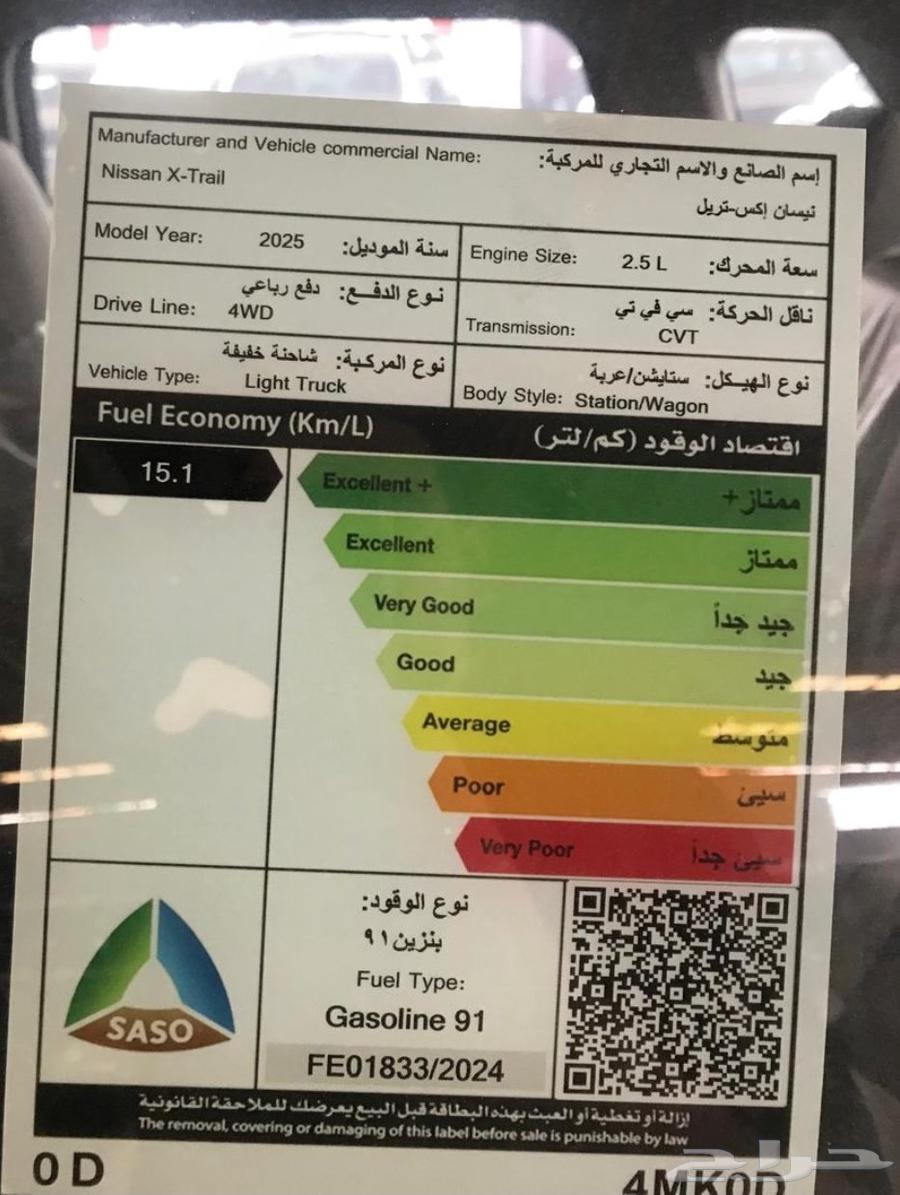 Manufacturer and Vehicle commercial Name: إسم الصانع والاسم التجاري للمركبة:
Nissan X-Trail نيسان إكس-تريل
Model Year: 2025 سنة الموديل:
Engine Size: 2.5 L سعة المحرك:
نوع الدفـع: دفع رباعي
Drive Line: 4WD
ناقل الحركة: سي في تي
Transmission: CVT
نوع المركبة: شاحنة خفيفة
Vehicle Type: Light Truck
نوع الهيـكل: ستايشن/عربة
Body Style: Station/Wagon
Fuel Economy (Km/L) اقتصاد الوقود (كم/لتر)
15.1
Excellent + ممتاز+
Excellent ممتاز
Very Good جيد جداً
Good جيد
Average متوسط
Poor سيئ
Very Poor سيئ جداً
SASO
نوع الوقود:
بنزين ٩١
Fuel Type:
Gasoline 91
FE01833/2024
إزالة أو تغطية أو العبث بهذه البطاقة قبل البيع يعرضك للملاحقة القانونية
The removal, covering or damaging of this label before sale is punishable by law
0 D 4MK0D
حراج